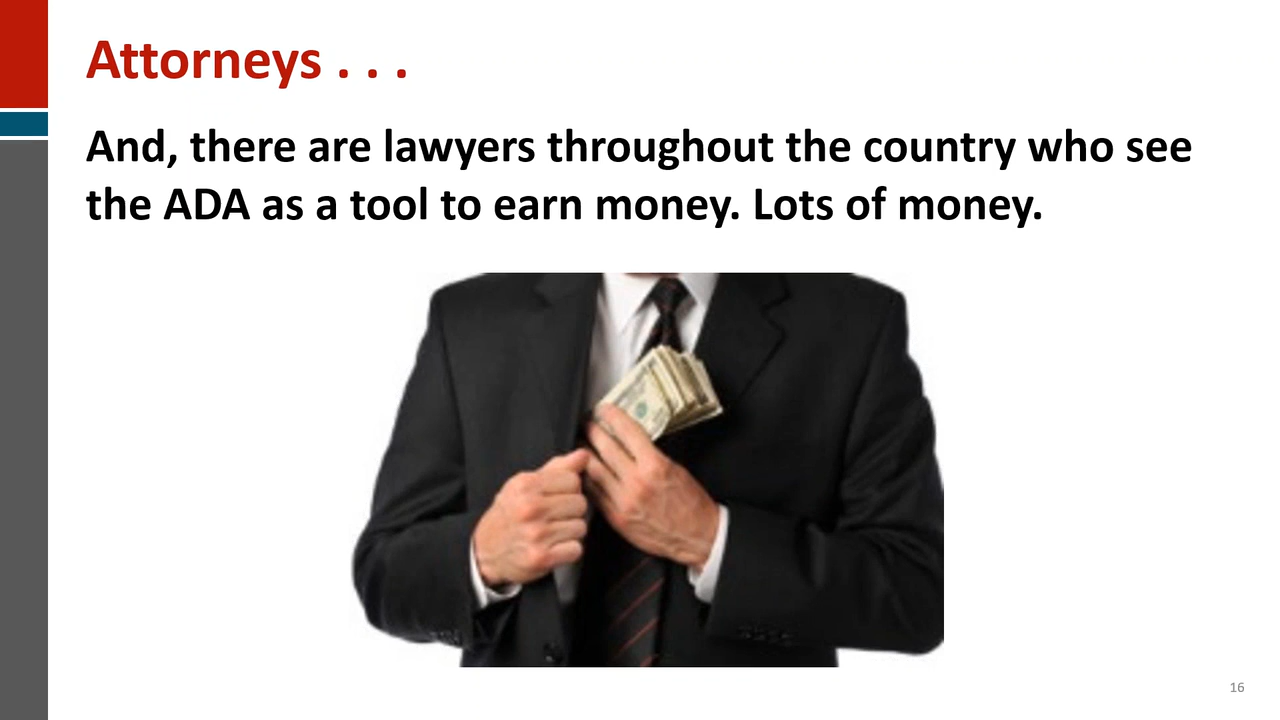 Attorneys . . .
And, there are lawyers throughout the country who see
the ADA as a tool to earn money. Lots of money.
16